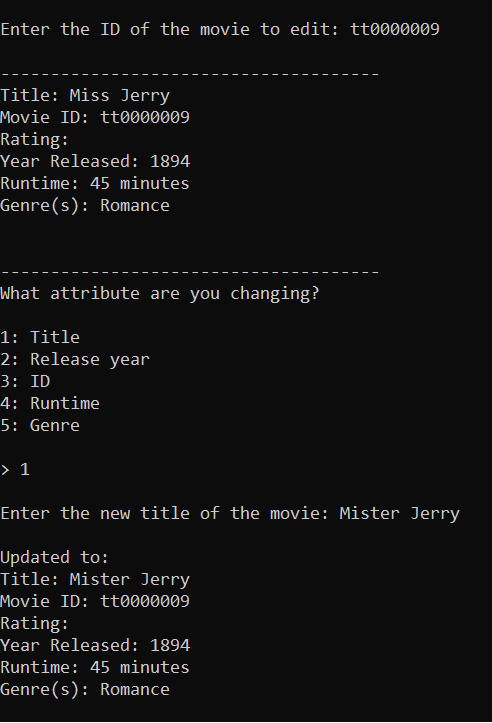 Enter the ID of the movie to edit: tt0000009
--------------------------------------
Title: Miss Jerry
Movie ID: tt0000009
Rating:
Year Released: 1894
Runtime: 45 minutes
Genre(s): Romance
--------------------------------------
What attribute are you changing?
1: Title
2: Release year
3: ID
4: Runtime
5: Genre
> 1
Enter the new title of the movie: Mister Jerry
Updated to:
Title: Mister Jerry
Movie ID: tt0000009
Rating:
Year Released: 1894
Runtime: 45 minutes
Genre(s): Romance